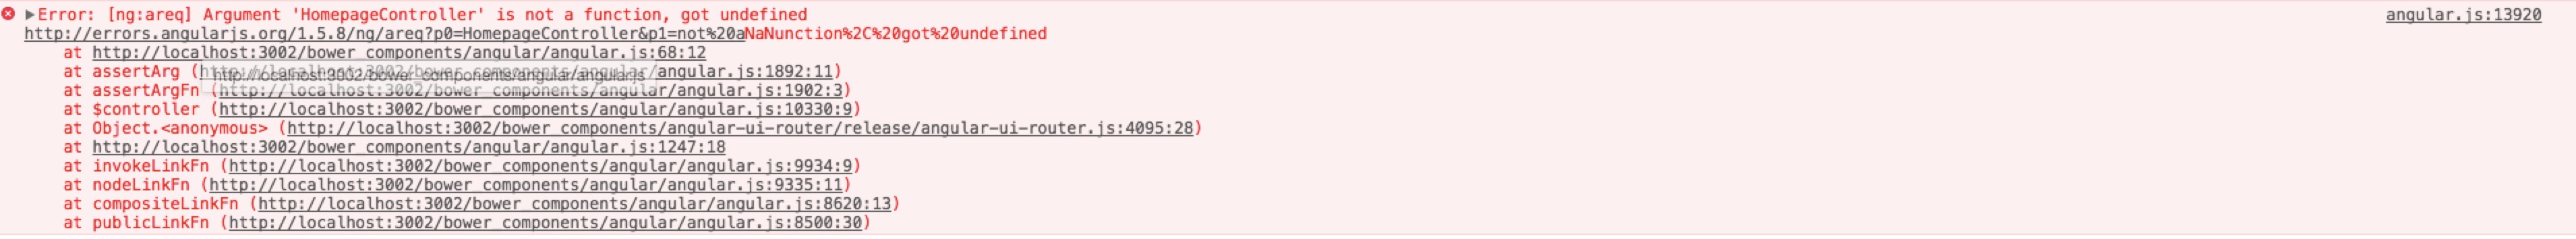 Error: [ng:areq] Argument 'HomepageController' is not a function, got undefined angular.js:13920
http://errors.angularjs.org/1.5.8/ng/areq?p0=HomepageController&p1=not%20aNaNunction%2C%20got%20undefined
at http://localhost:3002/bower_components/angular/angular.js:68:12
at assertArg (http://localhost:3002/bower_components/angular/angular.js:1892:11)
http://localhost:3002/bower_components/angular/angular.js
at assertArgFn (http://localhost:3002/bower_components/angular/angular.js:1902:3)
at $controller (http://localhost:3002/bower_components/angular/angular.js:10330:9)
at Object.<anonymous> (http://localhost:3002/bower_components/angular-ui-router/release/angular-ui-router.js:4095:28)
at http://localhost:3002/bower_components/angular/angular.js:1247:18
at invokeLinkFn (http://localhost:3002/bower_components/angular/angular.js:9934:9)
at nodeLinkFn (http://localhost:3002/bower_components/angular/angular.js:9335:11)
at compositeLinkFn (http://localhost:3002/bower_components/angular/angular.js:8620:13)
at publicLinkFn (http://localhost:3002/bower_components/angular/angular.js:8500:30)